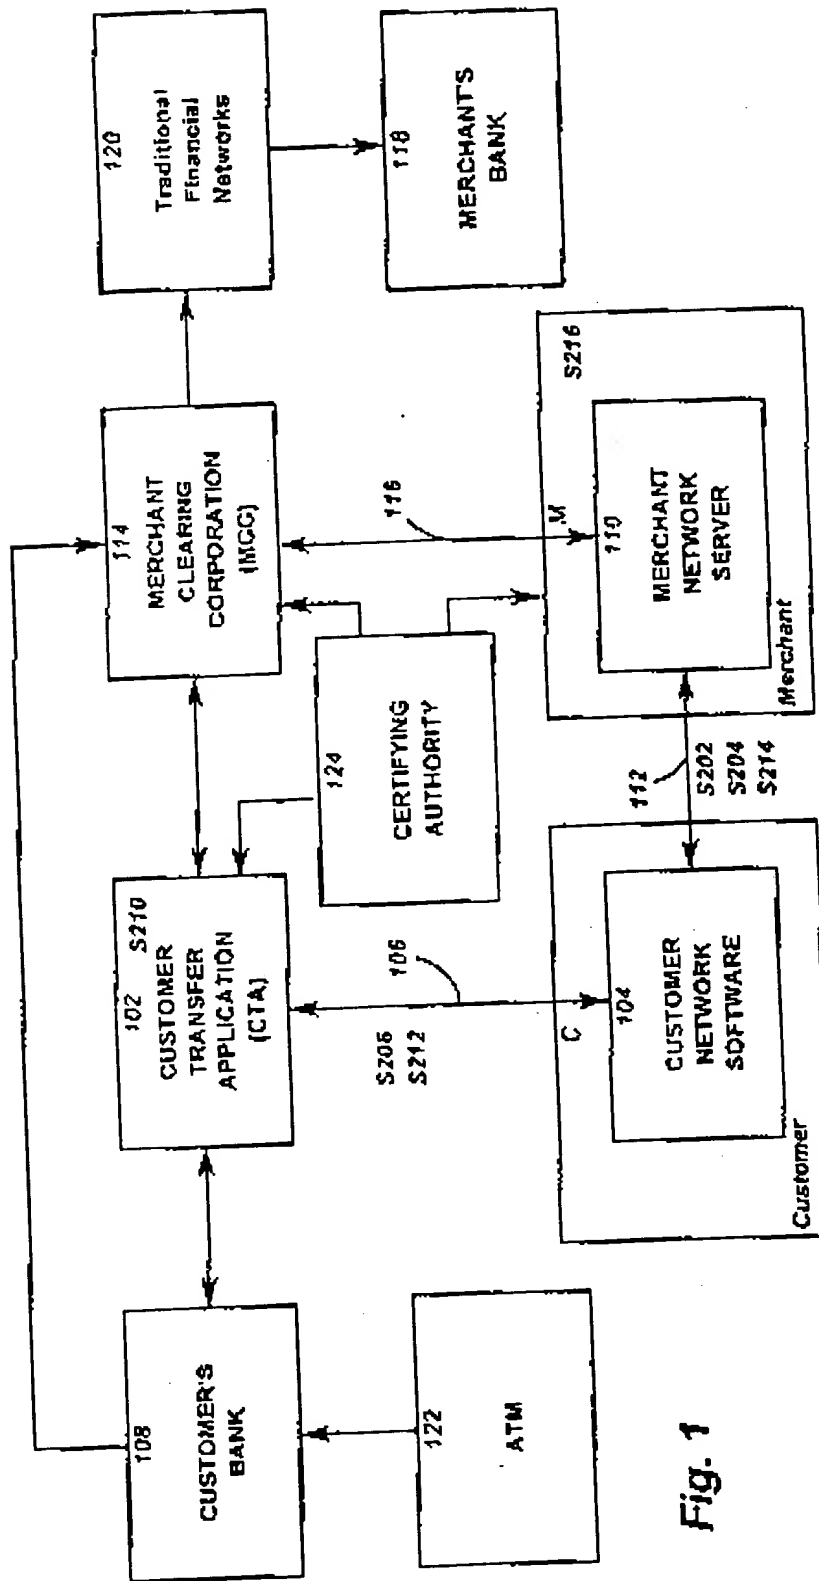 108
CUSTOMER'S
BANK
102
S210
CUSTOMER
TRANSFER
APPLICATION
(CTA)
114
MERCHANT
CLEARING
CORPORATION
(MCC)
120
Traditional
Financial
Networks
122
ATM
S206
S212
106
124
CERTIFYING
AUTHORITY
116
118
MERCHANT'S
BANK
C
104
CUSTOMER
NETWORK
SOFTWARE
Customer
112
S202
S204
S214
M
S216
110
MERCHANT
NETWORK
SERVER
Merchant
Fig. 1